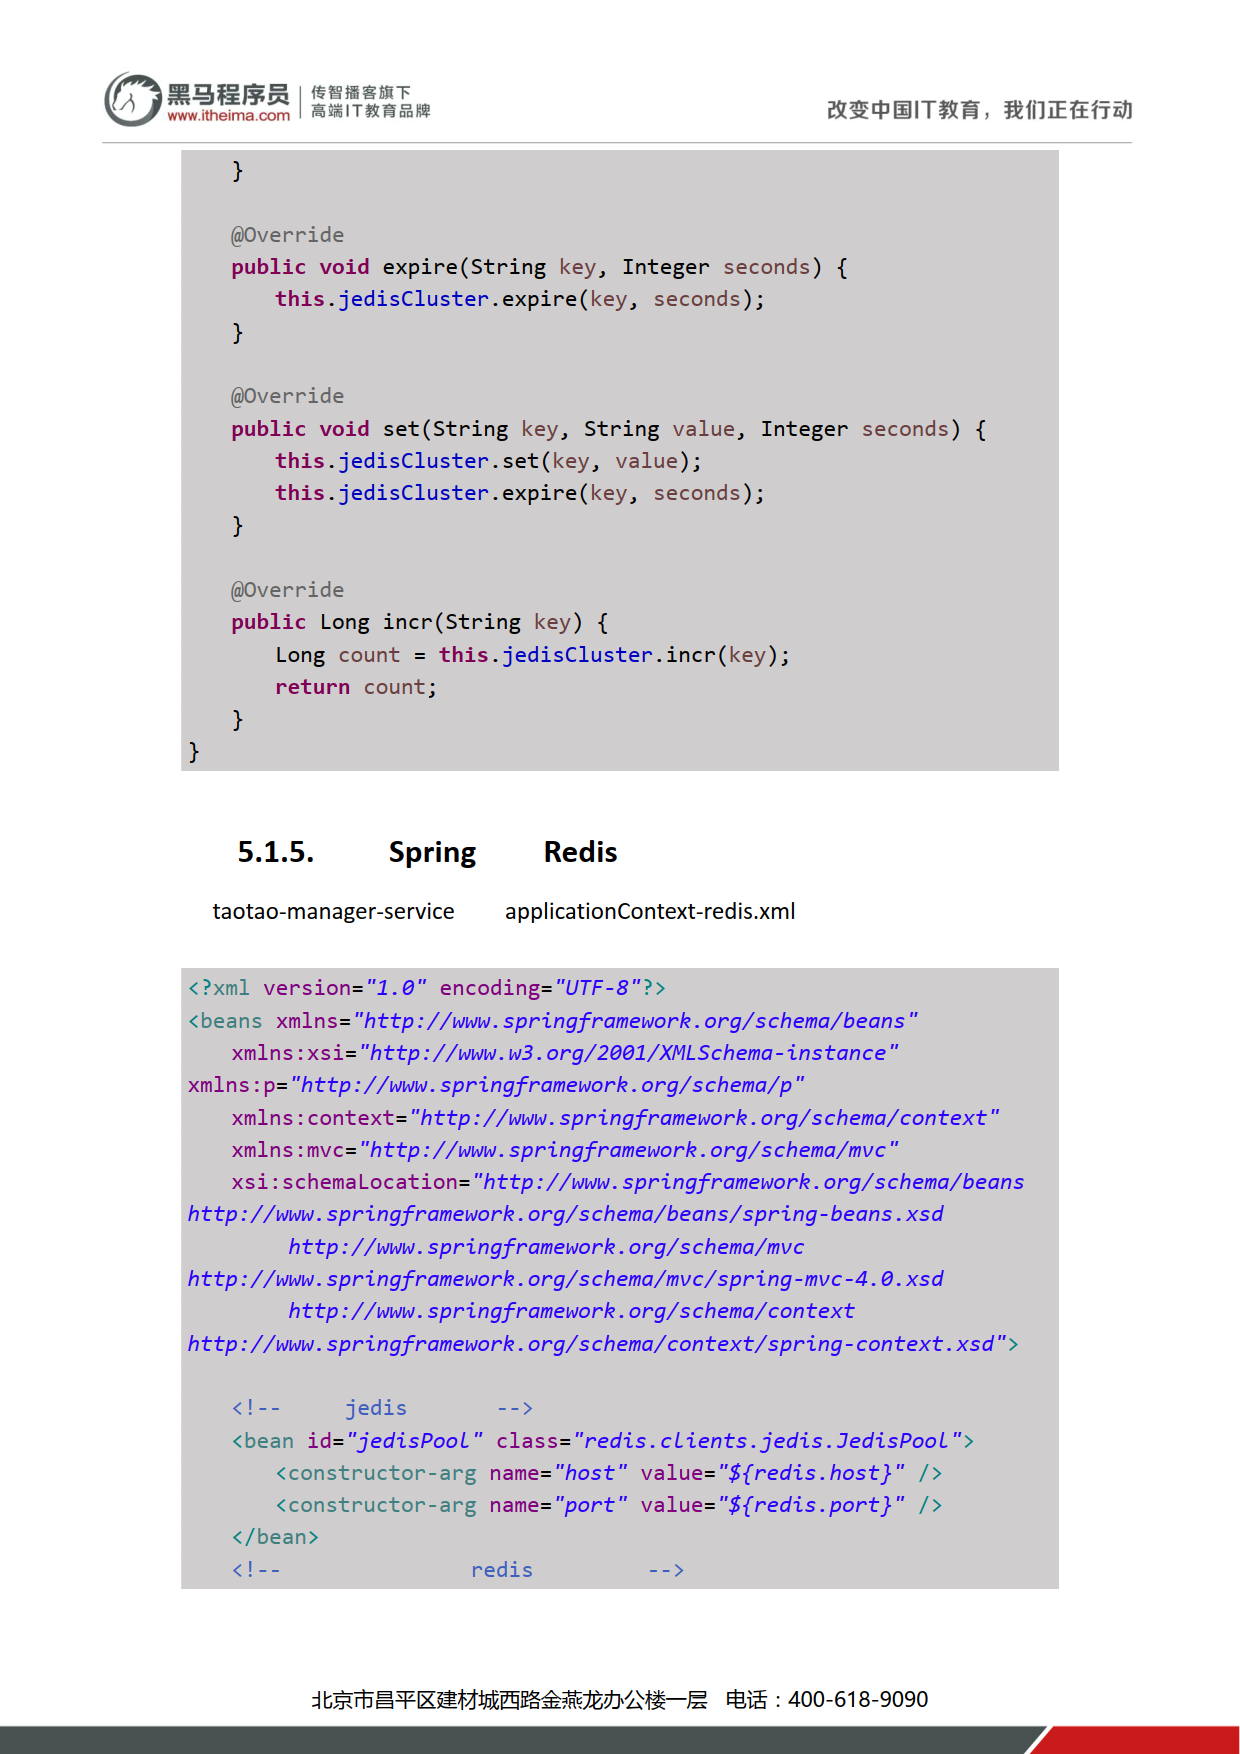 黑马程序员
www.itheima.com
传智播客旗下
高端IT教育品牌
改变中国IT教育，我们正在行动
}
@Override
public void expire(String key, Integer seconds) {
this.jedisCluster.expire(key, seconds);
}
@Override
public void set(String key, String value, Integer seconds) {
this.jedisCluster.set(key, value);
this.jedisCluster.expire(key, seconds);
}
@Override
public Long incr(String key) {
Long count = this.jedisCluster.incr(key);
return count;
}
}
5.1.5. Spring Redis
taotao-manager-service applicationContext-redis.xml
<?xml version="1.0" encoding="UTF-8"?>
<beans xmlns="http://www.springframework.org/schema/beans"
xmlns:xsi="http://www.w3.org/2001/XMLSchema-instance"
xmlns:p="http://www.springframework.org/schema/p"
xmlns:context="http://www.springframework.org/schema/context"
xmlns:mvc="http://www.springframework.org/schema/mvc"
xsi:schemaLocation="http://www.springframework.org/schema/beans
http://www.springframework.org/schema/beans/spring-beans.xsd
http://www.springframework.org/schema/mvc
http://www.springframework.org/schema/mvc/spring-mvc-4.0.xsd
http://www.springframework.org/schema/context
http://www.springframework.org/schema/context/spring-context.xsd">
<!-- jedis -->
<bean id="jedisPool" class="redis.clients.jedis.JedisPool">
<constructor-arg name="host" value="${redis.host}" />
<constructor-arg name="port" value="${redis.port}" />
</bean>
<!-- redis -->
北京市昌平区建材城西路金燕龙办公楼一层 电话：400-618-9090